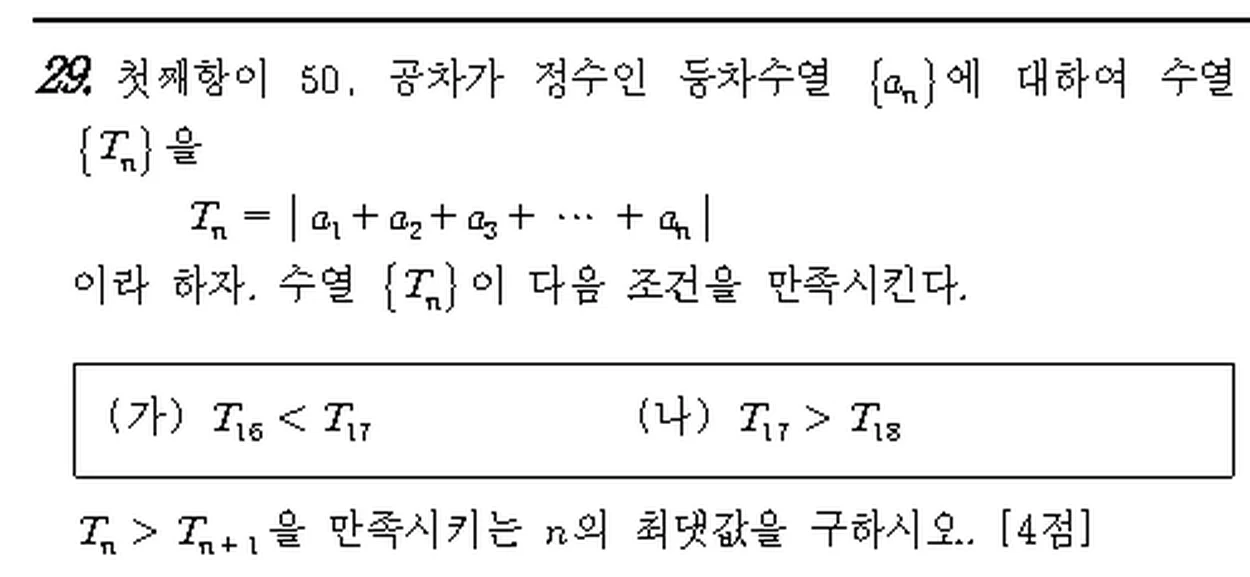 29. 첫째항이 50, 공차가 정수인 등차수열 {aₙ}에 대하여 수열
{Tₙ}을
Tₙ = | a₁ + a₂ + a₃ + ⋯ + aₙ |
이라 하자. 수열 {Tₙ}이 다음 조건을 만족시킨다.
(가) T₁₆ < T₁₇ (나) T₁₇ > T₁₈
Tₙ > Tₙ₊₁을 만족시키는 n의 최댓값을 구하시오. [4점]